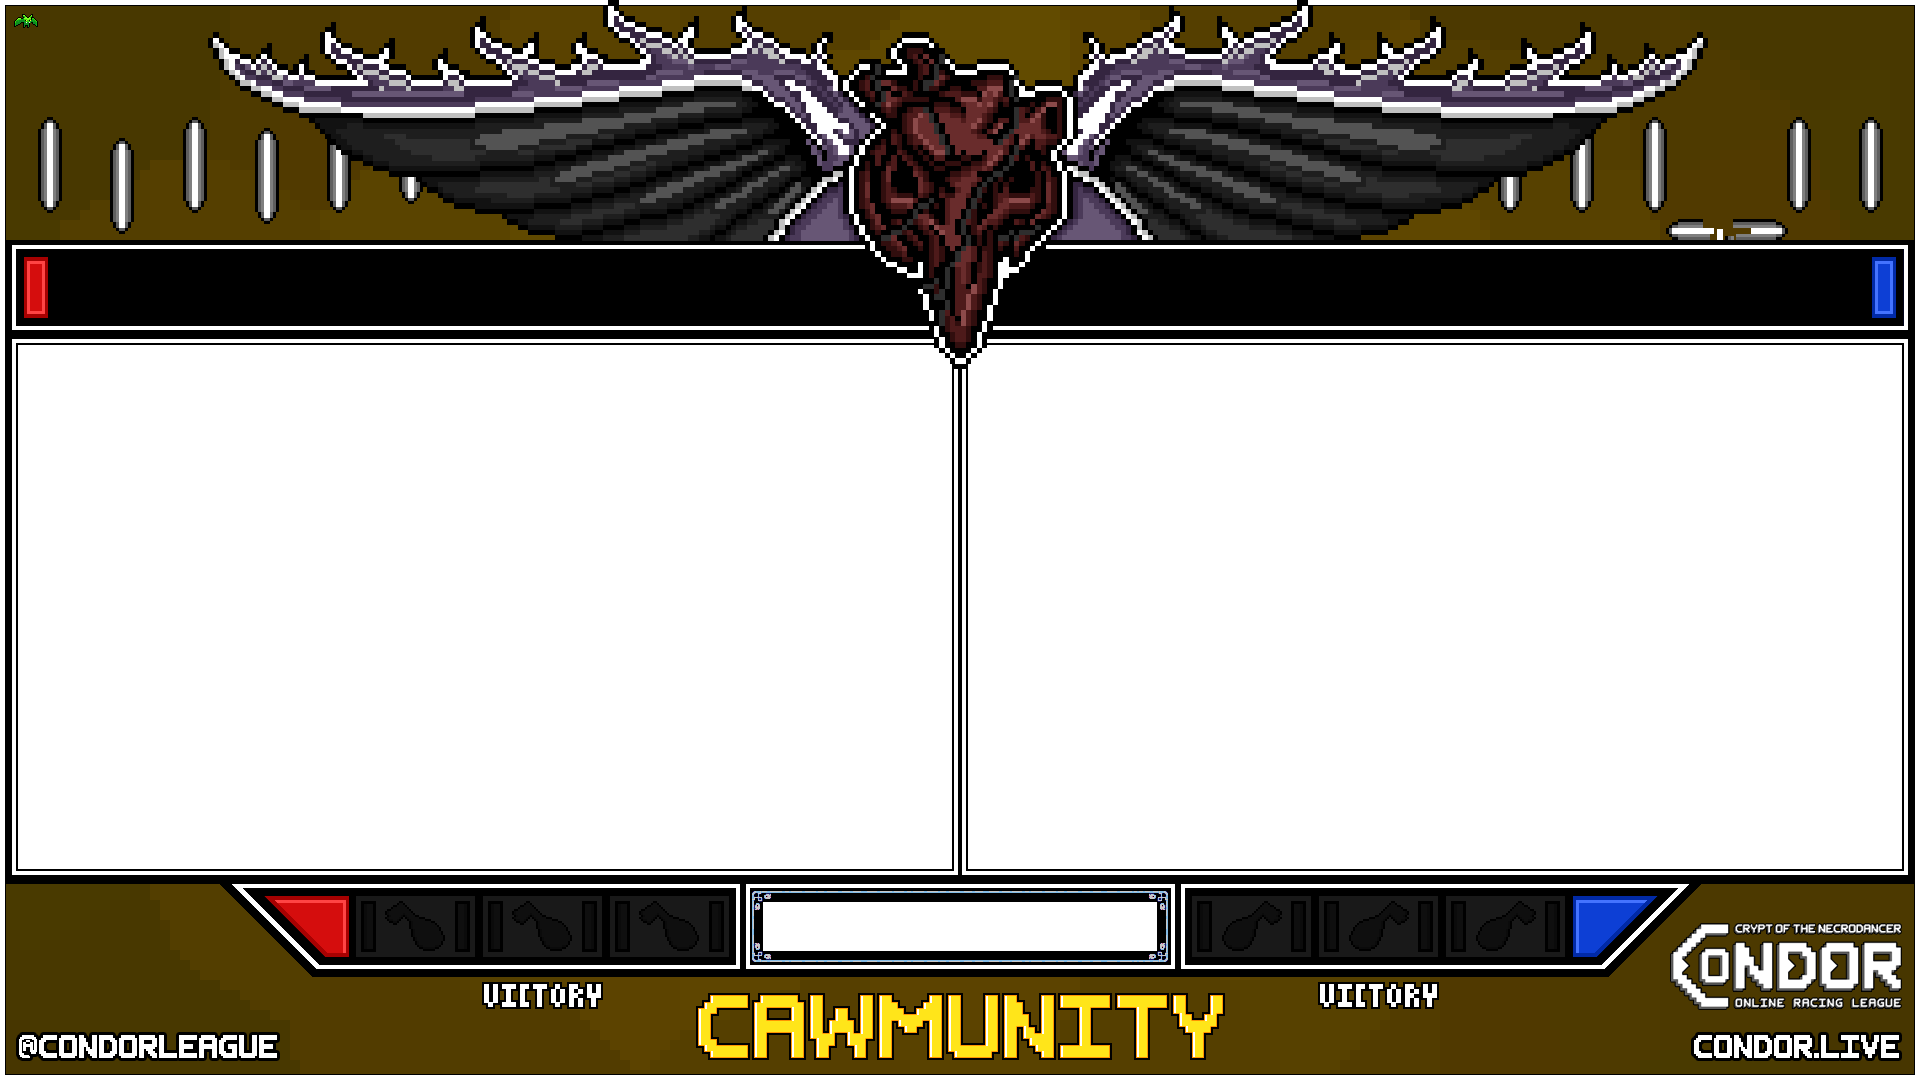 VICTORY
VICTORY
CAWMUNITY
CRYPT OF THE NECRODANCER
CONDOR
ONLINE RACING LEAGUE
@CONDORLEAGUE
CONDOR.LIVE